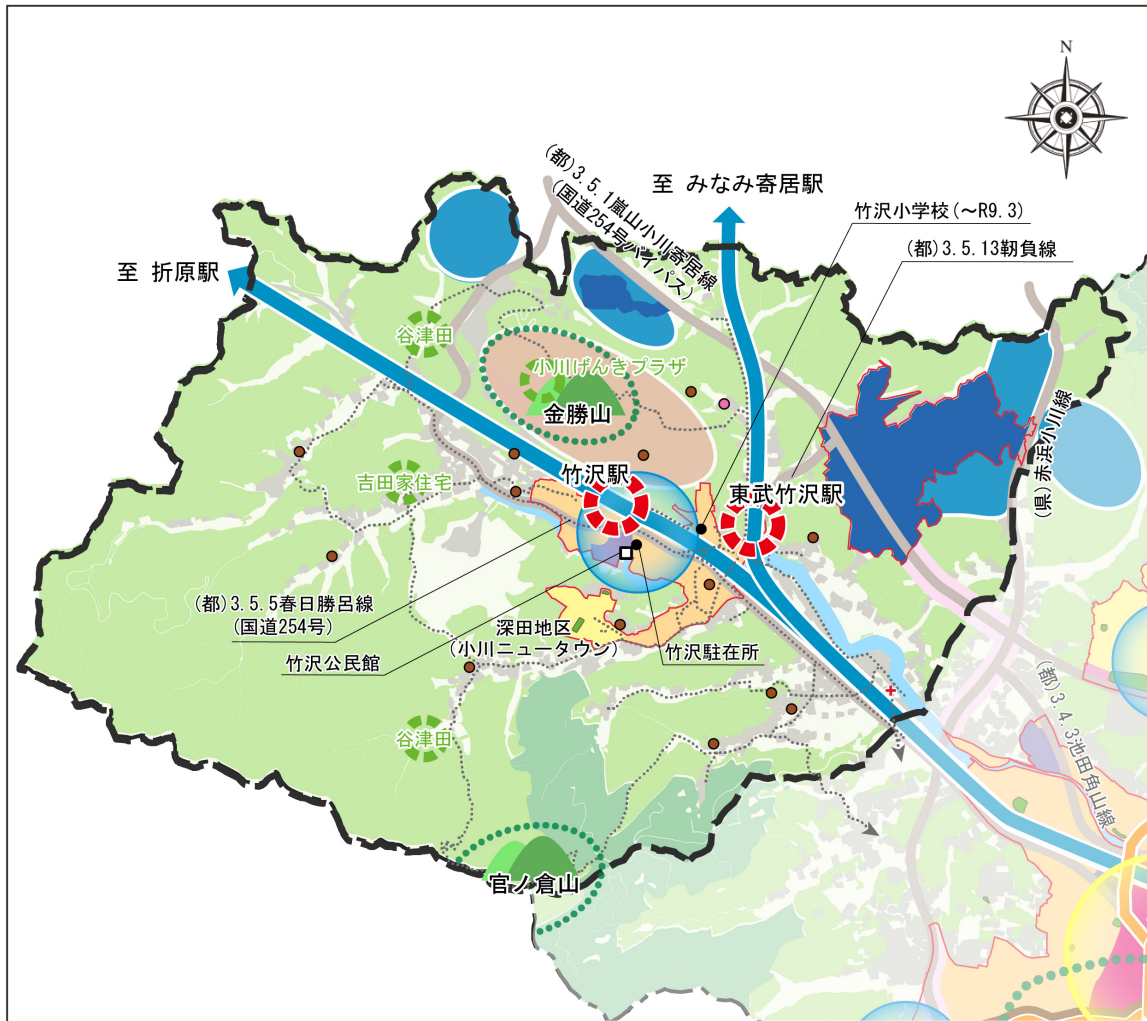 N
(都)3.5.1嵐山小川寄居線
(国道254号バイパス)
至 みなみ寄居駅
竹沢小学校(～R9.3)
(都)3.5.13靭負線
至 折原駅
谷津田
小川げんきプラザ
金勝山
(県)赤浜小川線
竹沢駅
東武竹沢駅
吉田家住宅
(都)3.5.5春日勝呂線
(国道254号)
深田地区
(小川ニュータウン)
竹沢公民館
竹沢駐在所
(都)3.4.3池田角山線
谷津田
官ノ倉山